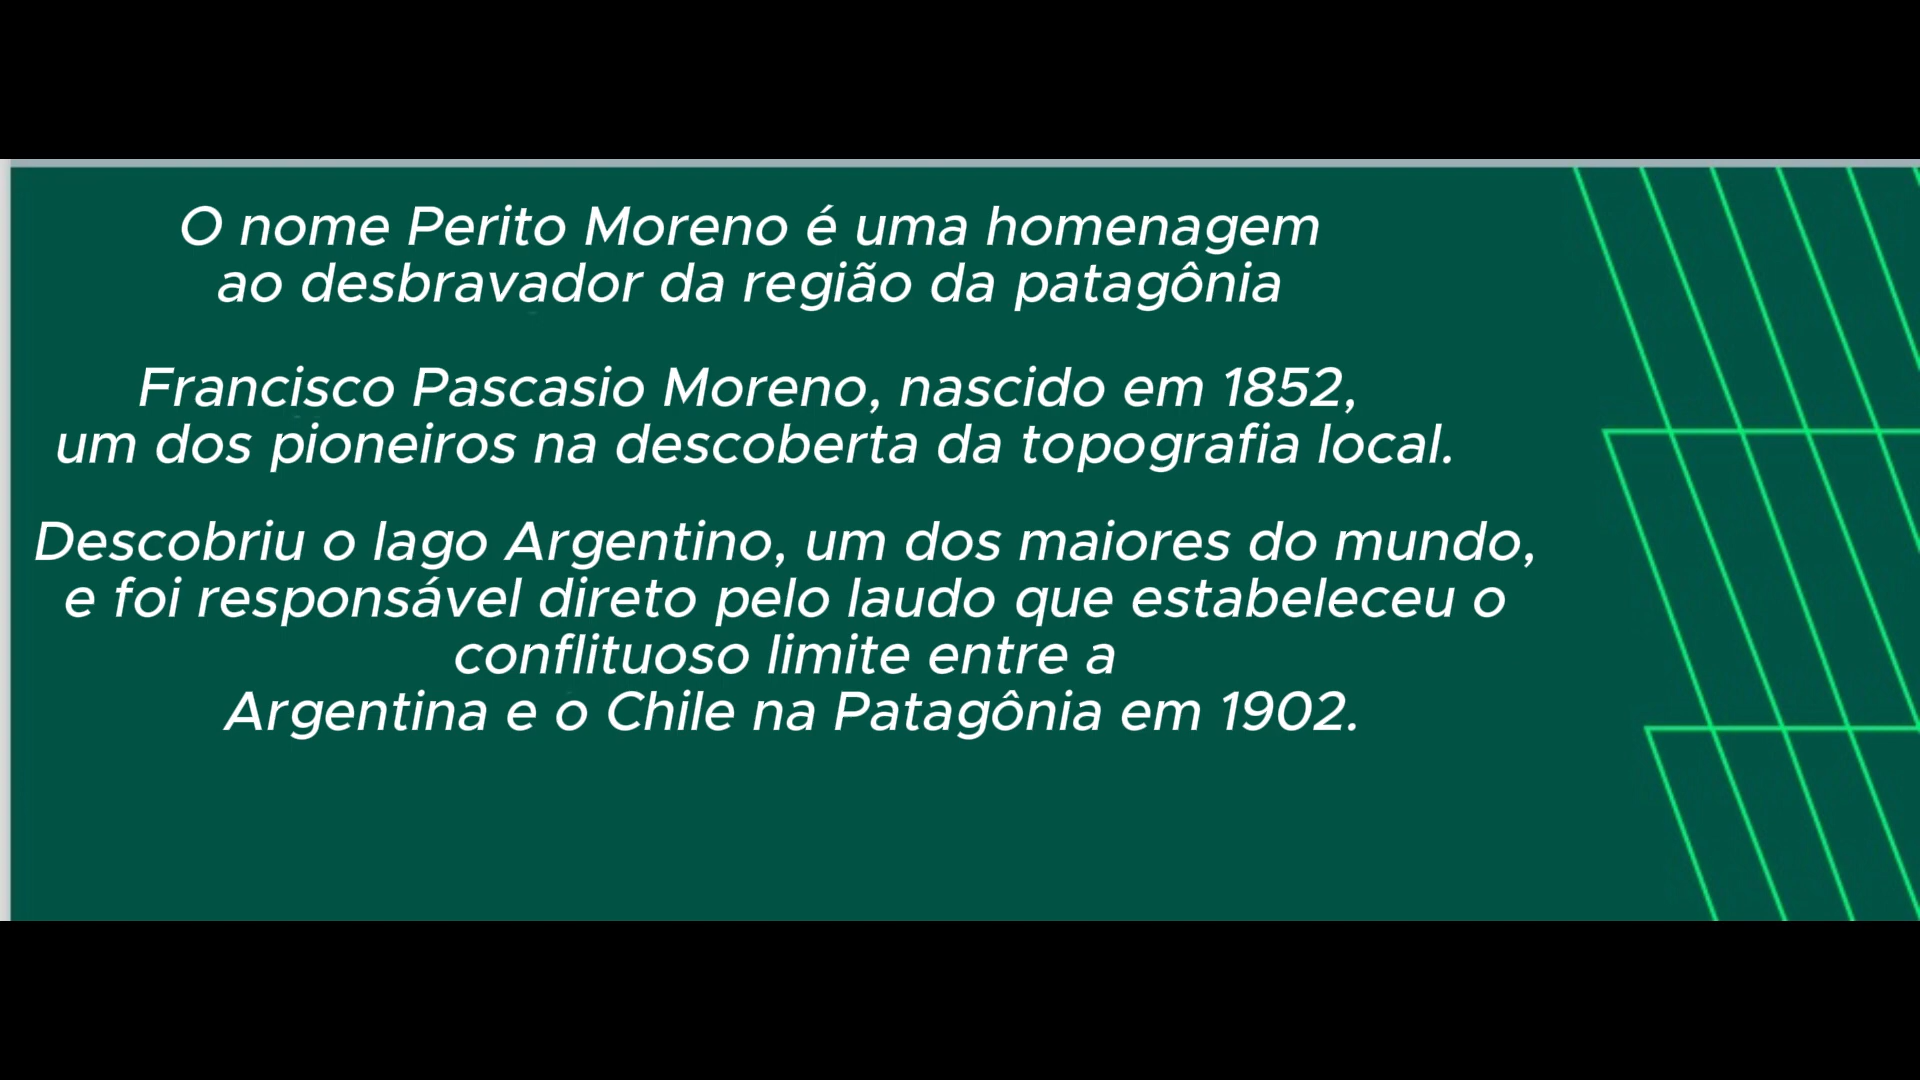 O nome Perito Moreno é uma homenagem
ao desbravador da região da patagônia
Francisco Pascasio Moreno, nascido em 1852,
um dos pioneiros na descoberta da topografia local.
Descobriu o lago Argentino, um dos maiores do mundo,
e foi responsável direto pelo laudo que estabeleceu o
conflituoso limite entre a
Argentina e o Chile na Patagônia em 1902.